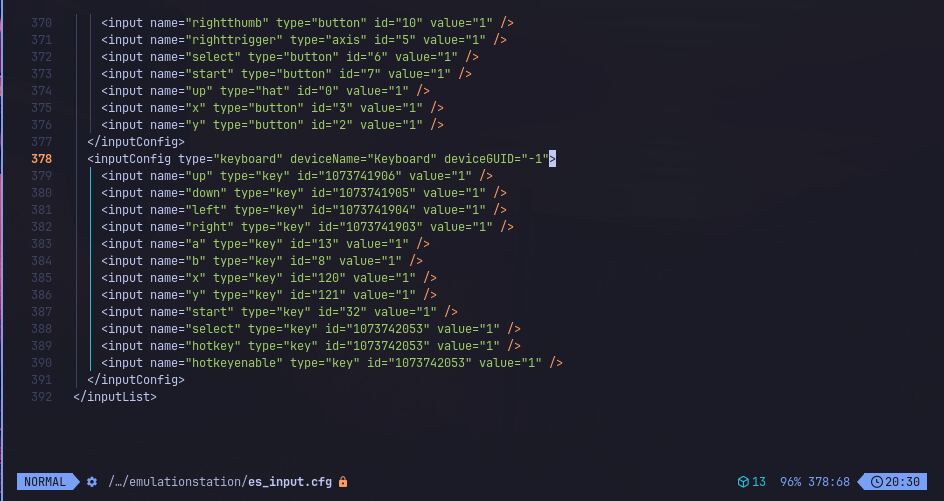 370 <input name="rightthumb" type="button" id="10" value="1" />
371 <input name="righttrigger" type="axis" id="5" value="1" />
372 <input name="select" type="button" id="6" value="1" />
373 <input name="start" type="button" id="7" value="1" />
374 <input name="up" type="hat" id="0" value="1" />
375 <input name="x" type="button" id="3" value="1" />
376 <input name="y" type="button" id="2" value="1" />
377 </inputConfig>
378 <inputConfig type="keyboard" deviceName="Keyboard" deviceGUID="-1">
379 <input name="up" type="key" id="1073741906" value="1" />
380 <input name="down" type="key" id="1073741905" value="1" />
381 <input name="left" type="key" id="1073741904" value="1" />
382 <input name="right" type="key" id="1073741903" value="1" />
383 <input name="a" type="key" id="13" value="1" />
384 <input name="b" type="key" id="8" value="1" />
385 <input name="x" type="key" id="120" value="1" />
386 <input name="y" type="key" id="121" value="1" />
387 <input name="start" type="key" id="32" value="1" />
388 <input name="select" type="key" id="1073742053" value="1" />
389 <input name="hotkey" type="key" id="1073742053" value="1" />
390 <input name="hotkeyenable" type="key" id="1073742053" value="1" />
391 </inputConfig>
392 </inputList>
NORMAL /…/emulationstation/es_input.cfg 13 96% 378:68 20:30